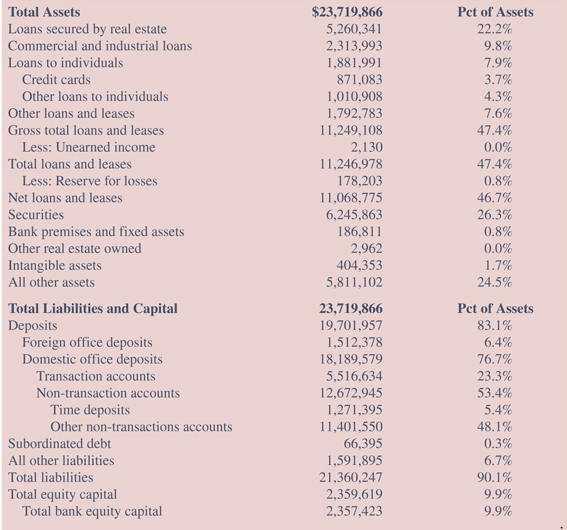 Total Assets $23,719,866 Pct of Assets
Loans secured by real estate 5,260,341 22.2%
Commercial and industrial loans 2,313,993 9.8%
Loans to individuals 1,881,991 7.9%
Credit cards 871,083 3.7%
Other loans to individuals 1,010,908 4.3%
Other loans and leases 1,792,783 7.6%
Gross total loans and leases 11,249,108 47.4%
Less: Unearned income 2,130 0.0%
Total loans and leases 11,246,978 47.4%
Less: Reserve for losses 178,203 0.8%
Net loans and leases 11,068,775 46.7%
Securities 6,245,863 26.3%
Bank premises and fixed assets 186,811 0.8%
Other real estate owned 2,962 0.0%
Intangible assets 404,353 1.7%
All other assets 5,811,102 24.5%
Total Liabilities and Capital 23,719,866 Pct of Assets
Deposits 19,701,957 83.1%
Foreign office deposits 1,512,378 6.4%
Domestic office deposits 18,189,579 76.7%
Transaction accounts 5,516,634 23.3%
Non-transaction accounts 12,672,945 53.4%
Time deposits 1,271,395 5.4%
Other non-transactions accounts 11,401,550 48.1%
Subordinated debt 66,395 0.3%
All other liabilities 1,591,895 6.7%
Total liabilities 21,360,247 90.1%
Total equity capital 2,359,619 9.9%
Total bank equity capital 2,357,423 9.9%